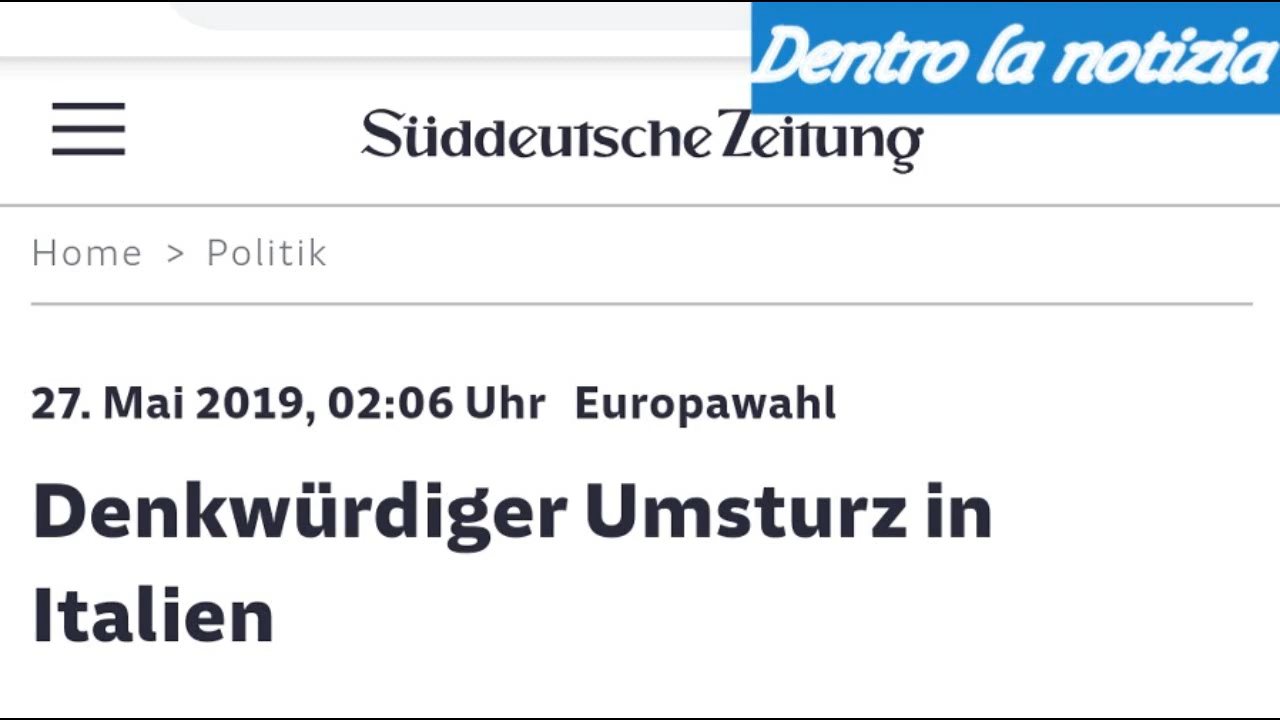 Dentro la notizia
Süddeutsche Zeitung
Home > Politik
27. Mai 2019, 02:06 Uhr Europawahl
Denkwürdiger Umsturz in
Italien